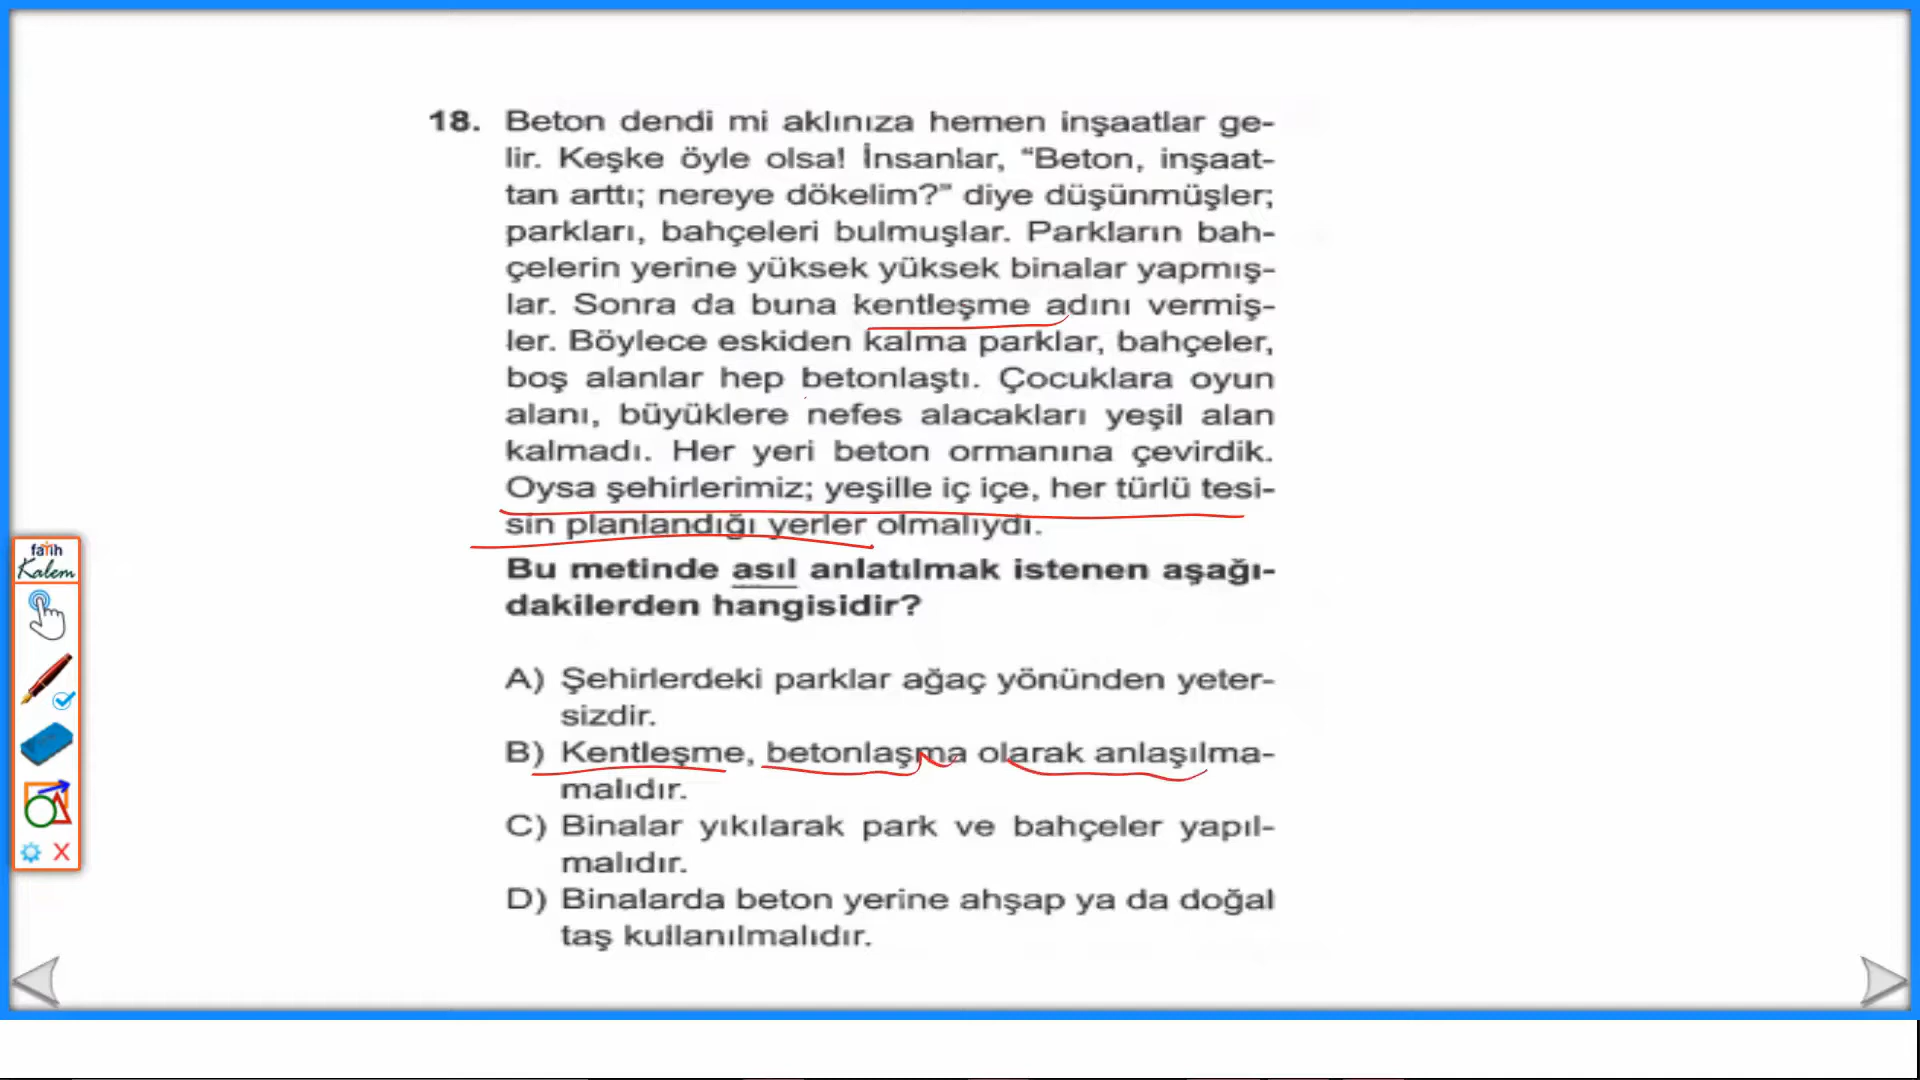 18. Beton dendi mi aklınıza hemen inşaatlar ge-
lir. Keşke öyle olsa! İnsanlar, “Beton, inşaat-
tan arttı; nereye dökelim?” diye düşünmüşler;
parkları, bahçeleri bulmuşlar. Parkların bah-
çelerin yerine yüksek yüksek binalar yapmış-
lar. Sonra da buna kentleşme adını vermiş-
ler. Böylece eskiden kalma parklar, bahçeler,
boş alanlar hep betonlaştı. Çocuklara oyun
alanı, büyüklere nefes alacakları yeşil alan
kalmadı. Her yeri beton ormanına çevirdik.
Oysa şehirlerimiz; yeşille iç içe, her türlü tesi-
sin planlandığı yerler olmalıydı.
Bu metinde asıl anlatılmak istenen aşağı-
dakilerden hangisidir?
A) Şehirlerdeki parklar ağaç yönünden yeter-
sizdir.
B) Kentleşme, betonlaşma olarak anlaşılma-
malıdır.
C) Binalar yıkılarak park ve bahçeler yapıl-
malıdır.
D) Binalarda beton yerine ahşap ya da doğal
taş kullanılmalıdır.
fatih
Kalem